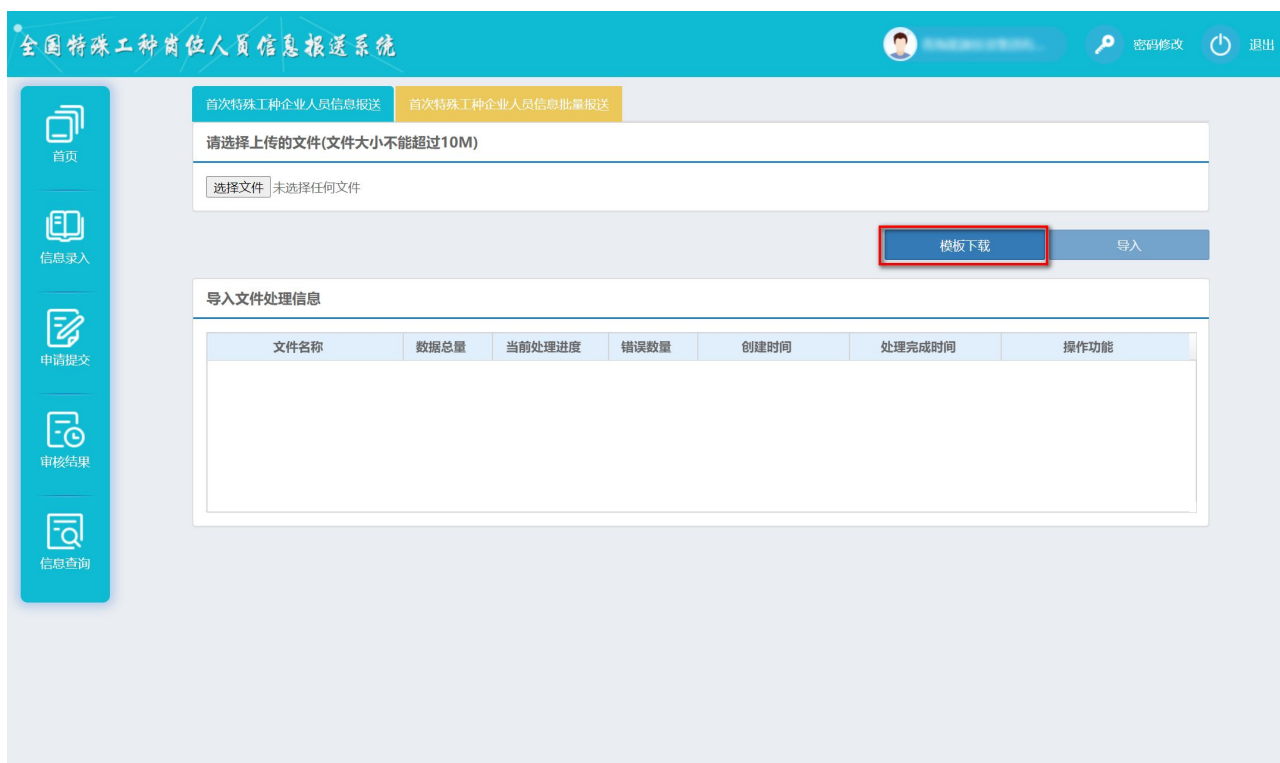 全国特殊工种岗位人员信息报送系统
密码修改
退出
首页
信息录入
申请提交
审核结果
信息查询
首次特殊工种企业人员信息报送
首次特殊工种企业人员信息批量报送
请选择上传的文件(文件大小不能超过10M)
选择文件 未选择任何文件
模板下载
导入
导入文件处理信息
文件名称 数据总量 当前处理进度 错误数量 创建时间 处理完成时间 操作功能